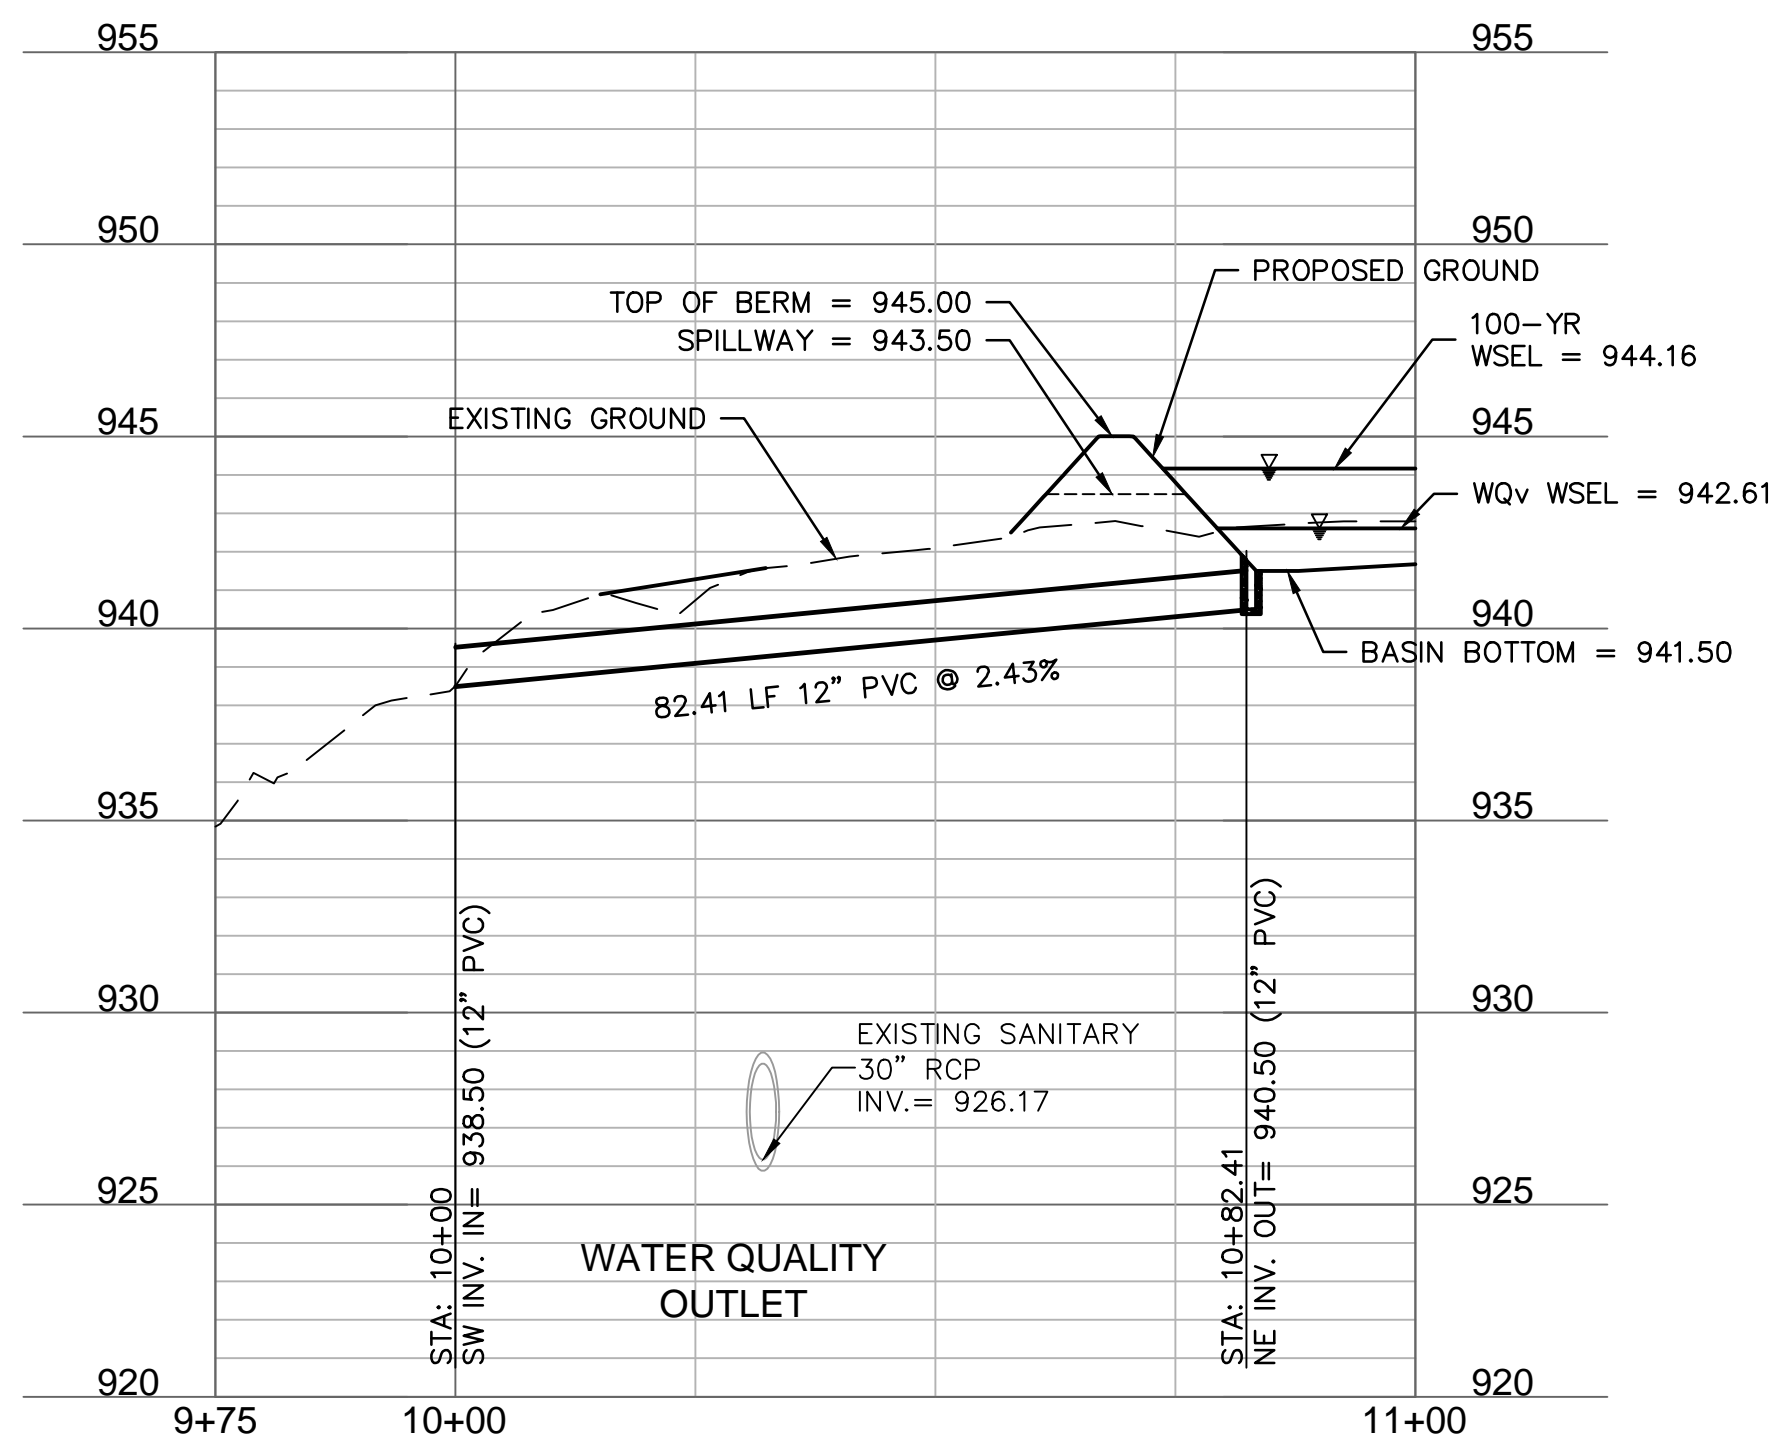 955 955
950 950
PROPOSED GROUND
TOP OF BERM = 945.00
SPILLWAY = 943.50
100-YR
WSEL = 944.16
EXISTING GROUND
945 945
WQv WSEL = 942.61
940 940
BASIN BOTTOM = 941.50
82.41 LF 12" PVC @ 2.43%
935 935
930 930
EXISTING SANITARY
30" RCP
INV.= 926.17
925 925
STA: 10+00
SW INV. IN= 938.50 (12" PVC)
WATER QUALITY
OUTLET
STA: 10+82.41
NE INV. OUT= 940.50 (12" PVC)
920 920
9+75 10+00 11+00